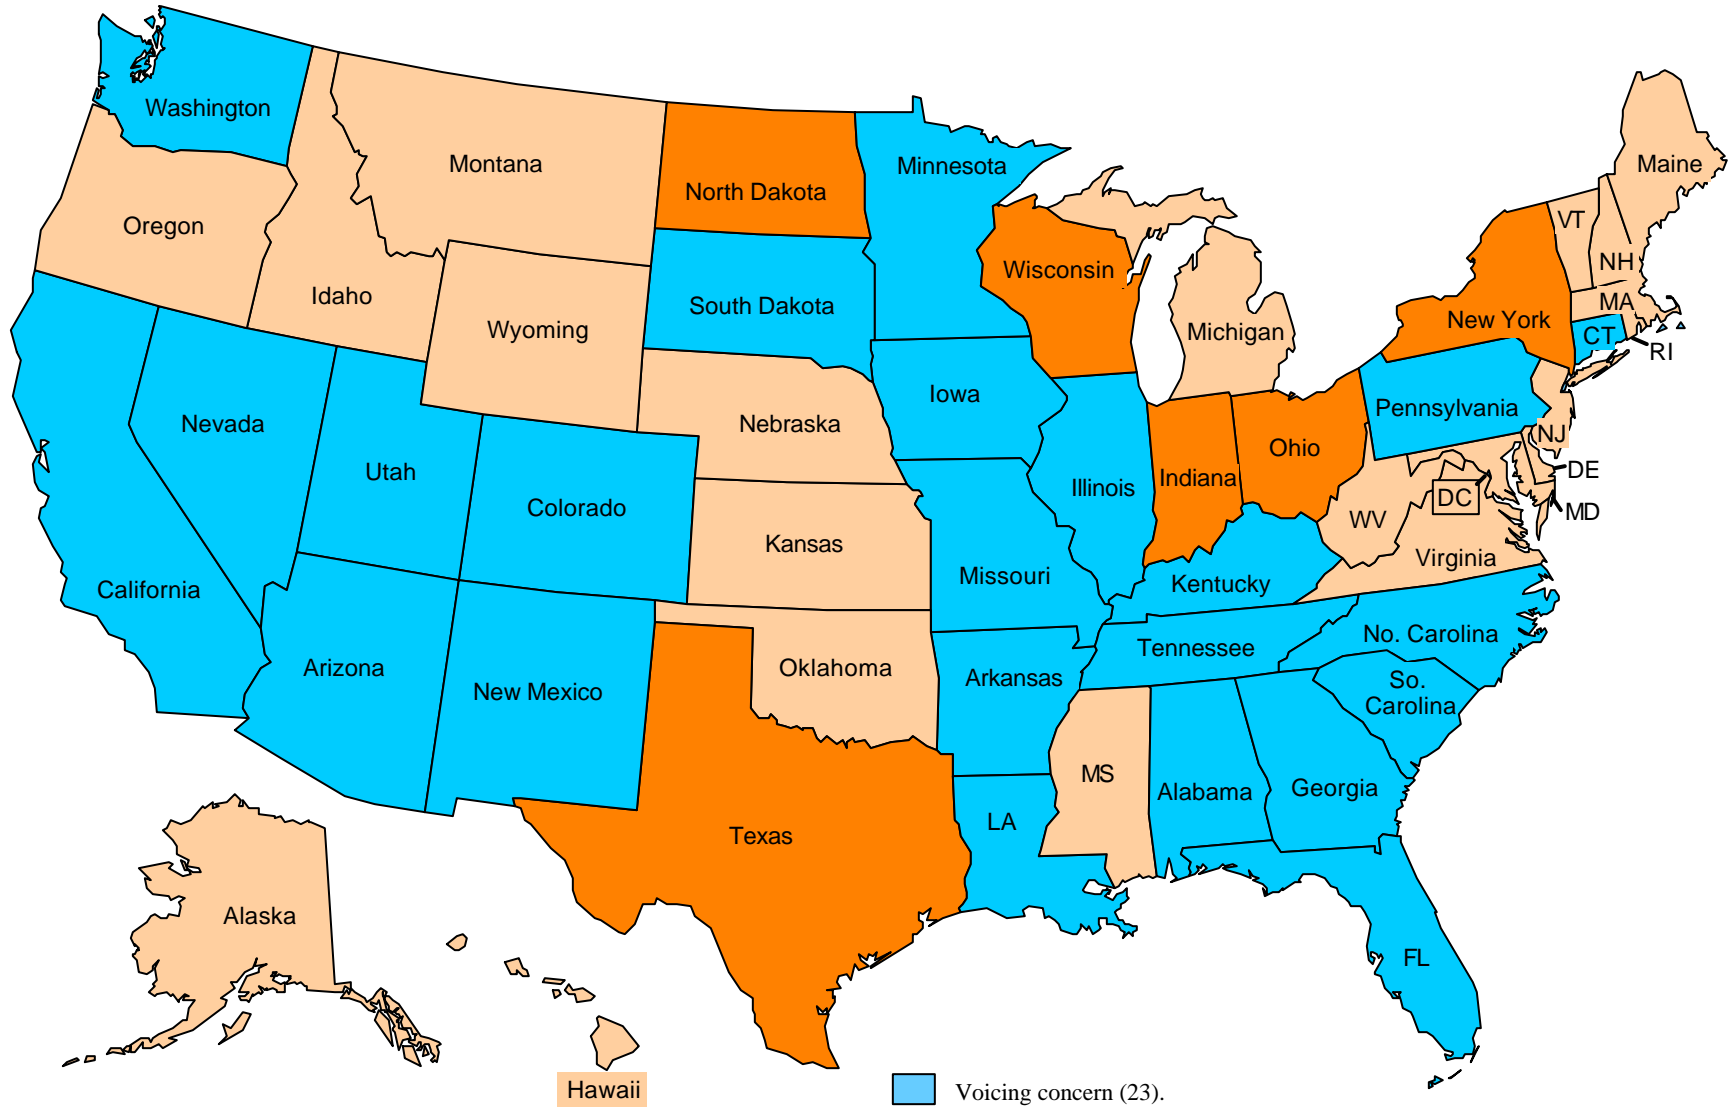 Washington
Montana
North Dakota
Minnesota
Maine
Oregon
Idaho
Wyoming
South Dakota
Wisconsin
Michigan
VT
NH
MA
New York
CT
RI
Nevada
Utah
Colorado
Nebraska
Iowa
Illinois
Indiana
Ohio
Pennsylvania
NJ
DE
MD
DC
WV
Virginia
California
Kansas
Missouri
Kentucky
Arizona
New Mexico
Oklahoma
Arkansas
Tennessee
No. Carolina
So.
Carolina
Texas
LA
MS
Alabama
Georgia
FL
Alaska
Hawaii
Voicing concern (23).